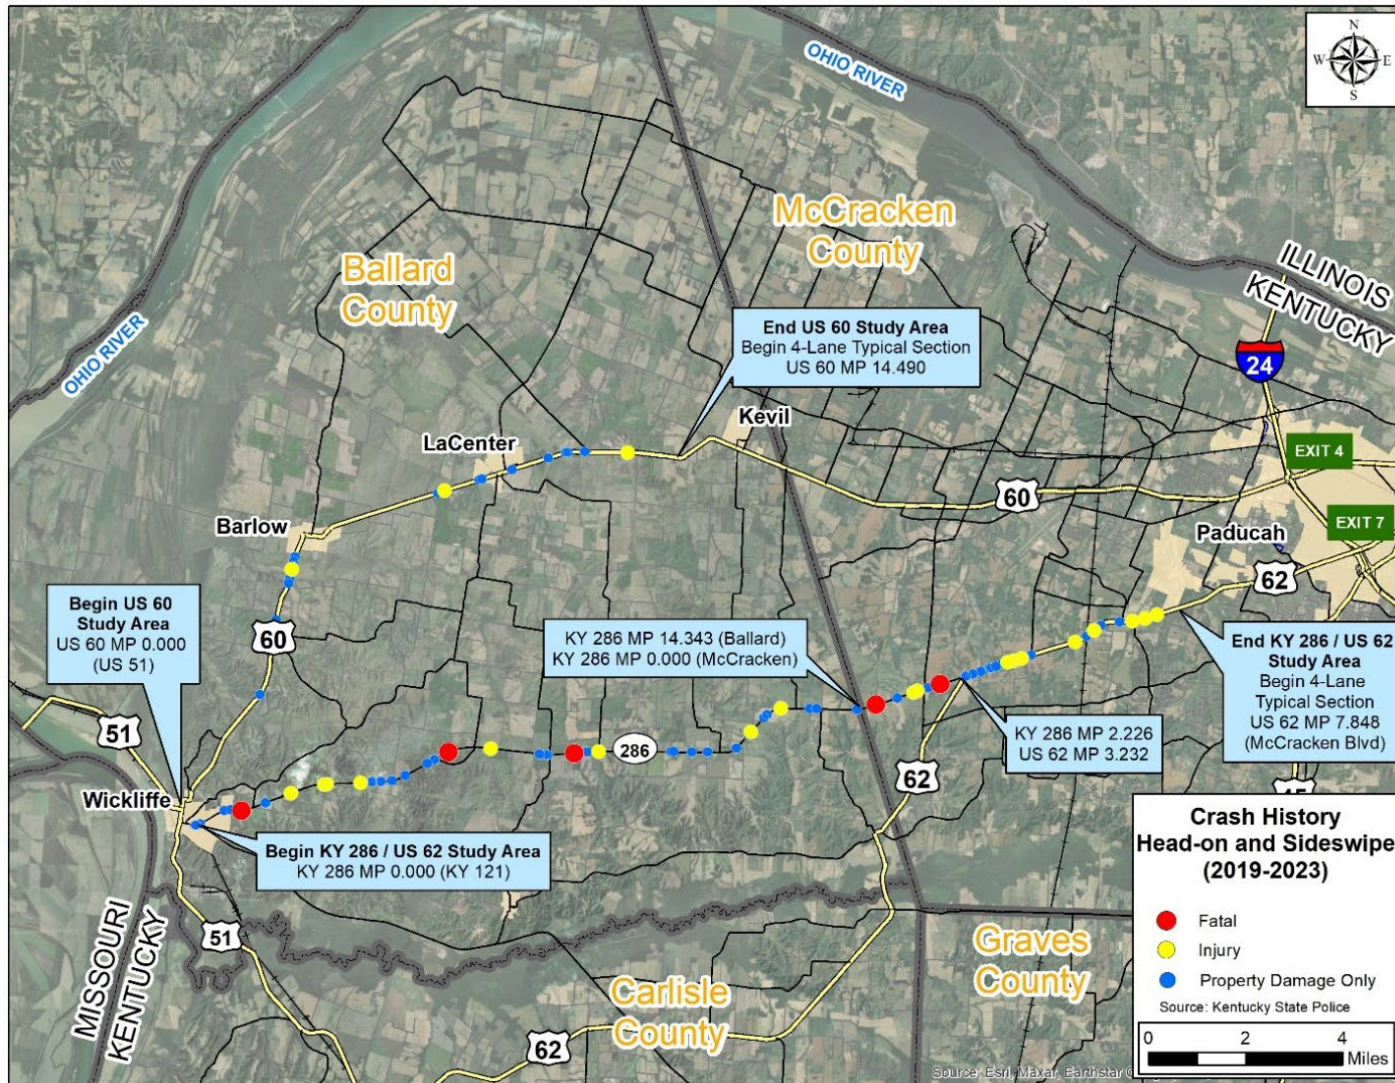 OHIO RIVER
N
W
E
S
McCracken
County
Ballard
County
ILLINOIS
KENTUCKY
OHIO RIVER
End US 60 Study Area
Begin 4-Lane Typical Section
US 60 MP 14.490
24
Kevil
LaCenter
EXIT 4
60
Barlow
EXIT 7
Paducah
62
Begin US 60
Study Area
US 60 MP 0.000
(US 51)
60
KY 286 MP 14.343 (Ballard)
KY 286 MP 0.000 (McCracken)
End KY 286 / US 62
Study Area
Begin 4-Lane
Typical Section
US 62 MP 7.848
(McCracken Blvd)
51
286
KY 286 MP 2.226
US 62 MP 3.232
62
Wickliffe
Begin KY 286 / US 62 Study Area
KY 286 MP 0.000 (KY 121)
Crash History
Head-on and Sideswipe
(2019-2023)
Fatal
Injury
Property Damage Only
Source: Kentucky State Police
0
2
4
Miles
MISSOURI
KENTUCKY
51
Graves
County
Carlisle
County
62
Source: Esri, Maxar, Earthstar